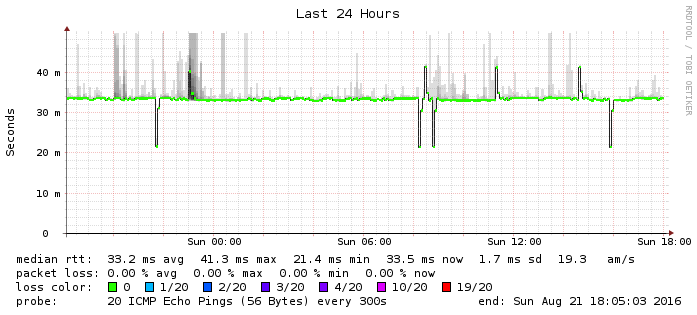 Last 24 Hours
RRDTOOL / TOBI OETIKER
Seconds
40 m
30 m
20 m
10 m
0
Sun 00:00 Sun 06:00 Sun 12:00 Sun 18:00
median rtt: 33.2 ms avg 41.3 ms max 21.4 ms min 33.5 ms now 1.7 ms sd 19.3 am/s
packet loss: 0.00 % avg 0.00 % max 0.00 % min 0.00 % now
loss color: 0 1/20 2/20 3/20 4/20 10/20 19/20
probe: 20 ICMP Echo Pings (56 Bytes) every 300s end: Sun Aug 21 18:05:03 2016